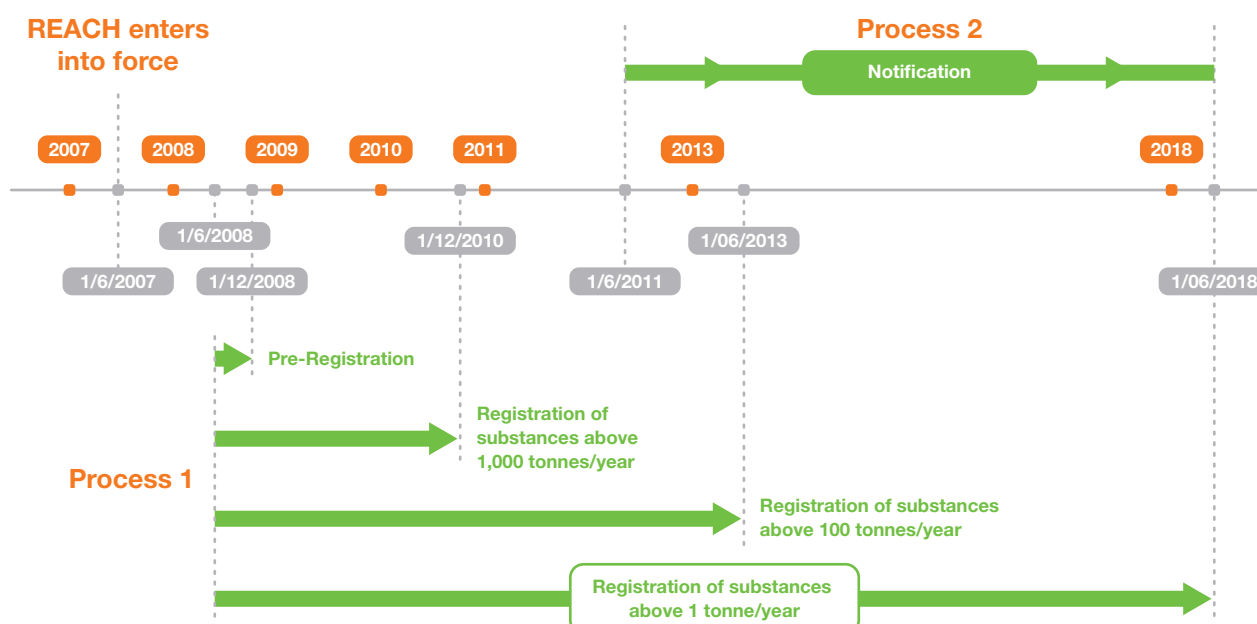 REACH enters
into force
Process 2
Notification
2007
2008
2009
2010
2011
2013
2018
1/6/2008
1/12/2010
1/06/2013
1/6/2007
1/12/2008
1/6/2011
1/06/2018
Pre-Registration
Registration of
substances above
1,000 tonnes/year
Process 1
Registration of substances
above 100 tonnes/year
Registration of substances
above 1 tonne/year